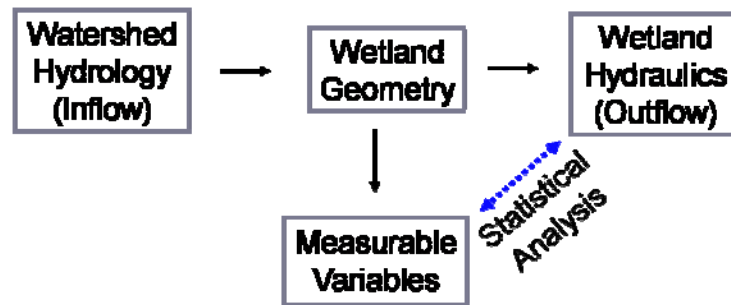 Watershed
Hydrology
(Inflow)
Wetland
Geometry
Wetland
Hydraulics
(Outflow)
Measurable
Variables
Statistical
Analysis